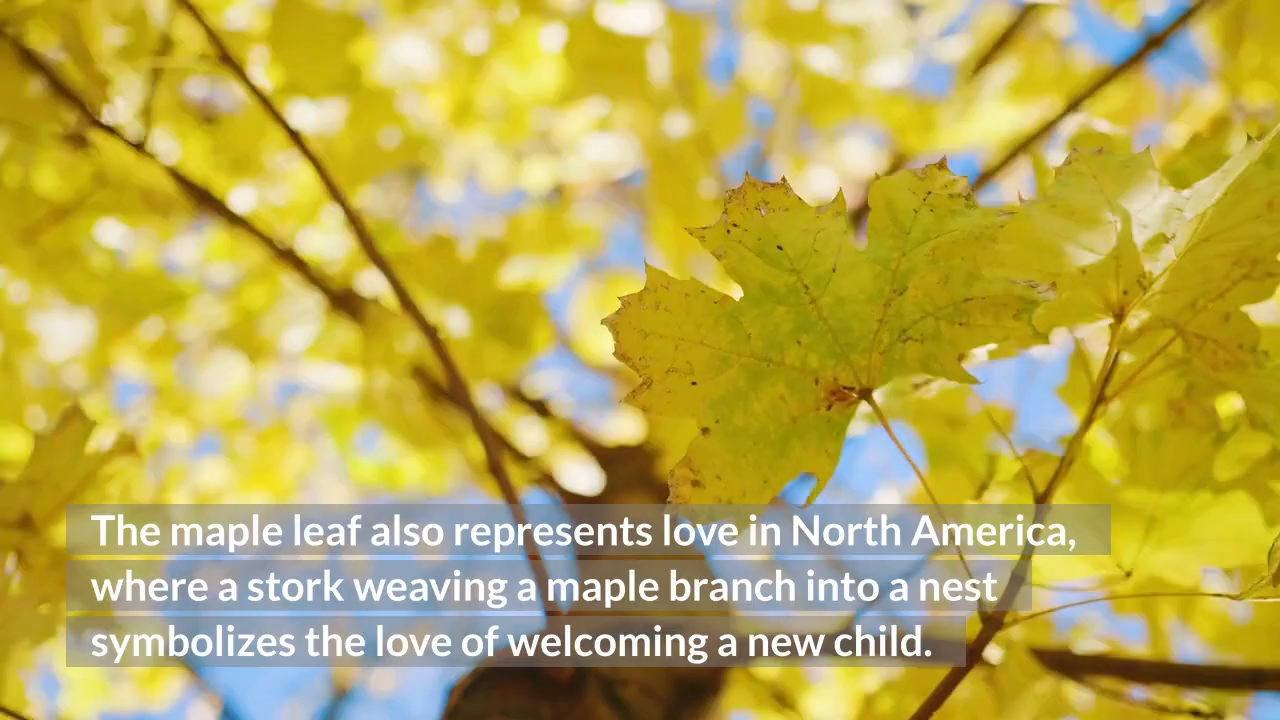 The maple leaf also represents love in North America,
where a stork weaving a maple branch into a nest
symbolizes the love of welcoming a new child.